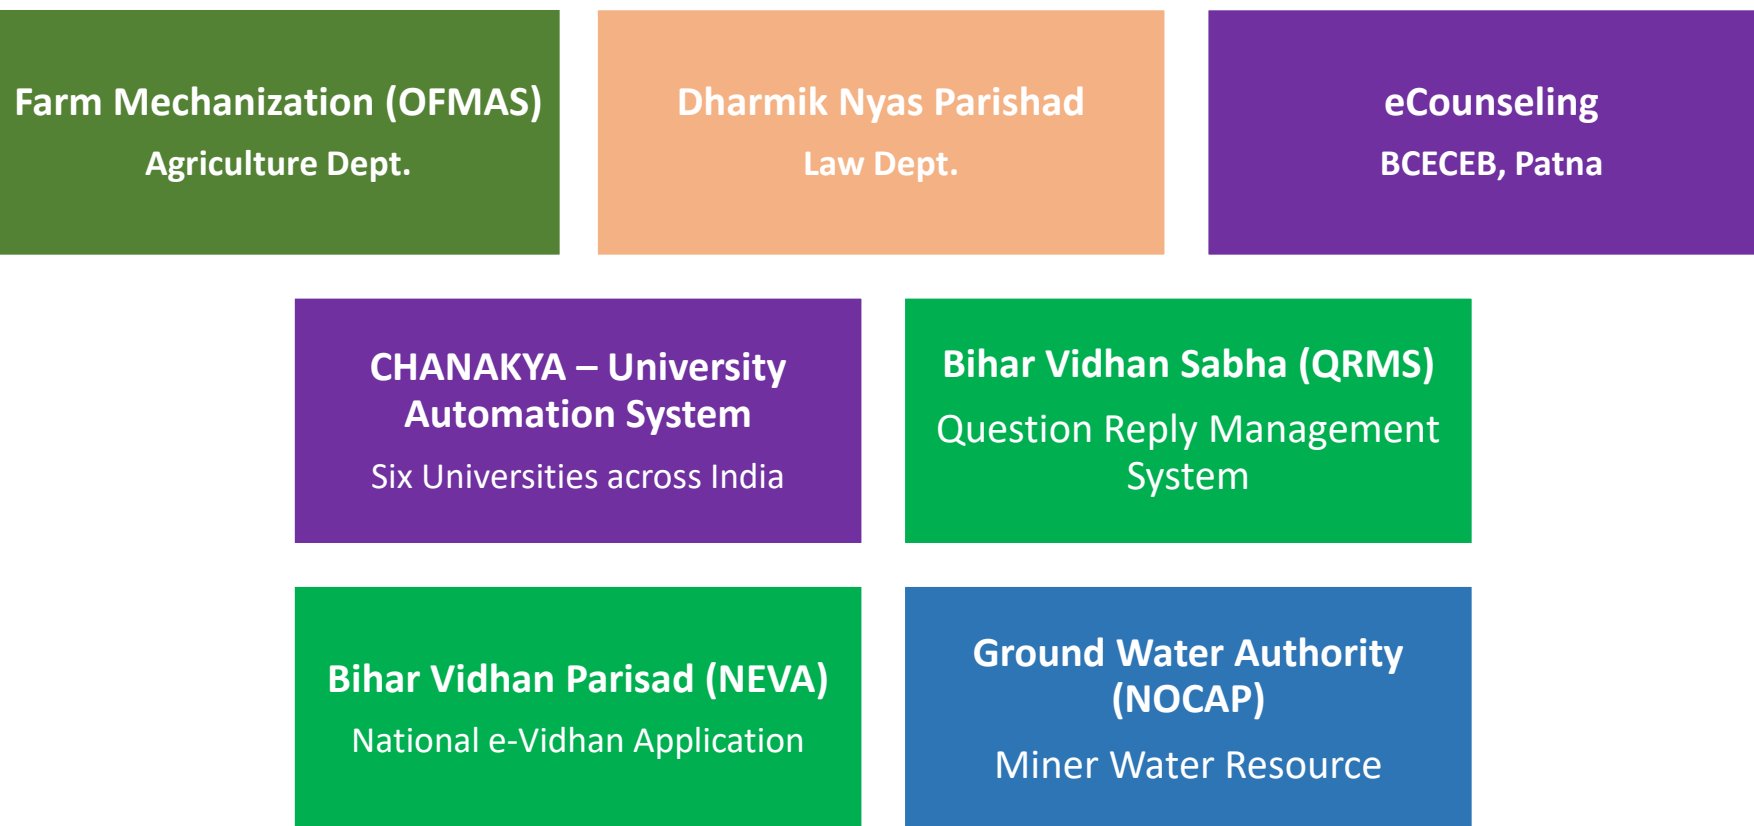 Farm Mechanization (OFMAS)
Agriculture Dept.
Dharmik Nyas Parishad
Law Dept.
eCounseling
BCECEB, Patna
CHANAKYA – University
Automation System
Six Universities across India
Bihar Vidhan Sabha (QRMS)
Question Reply Management
System
Bihar Vidhan Parisad (NEVA)
National e-Vidhan Application
Ground Water Authority
(NOCAP)
Miner Water Resource